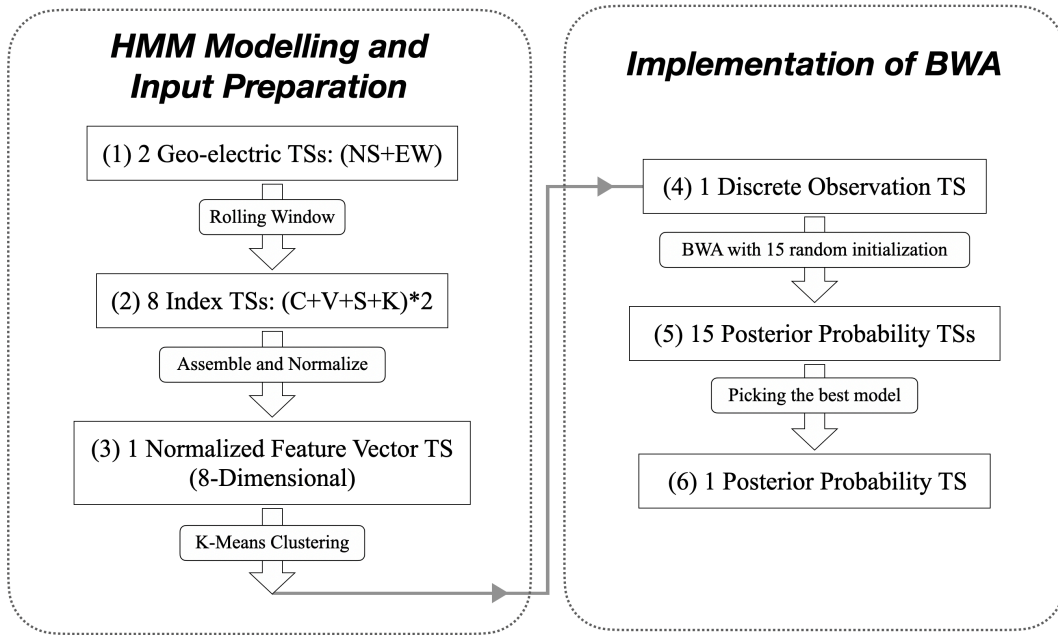 HMM Modelling and
Input Preparation
(1) 2 Geo-electric TSs: (NS+EW)
Rolling Window
(2) 8 Index TSs: (C+V+S+K)*2
Assemble and Normalize
(3) 1 Normalized Feature Vector TS
(8-Dimensional)
K-Means Clustering
Implementation of BWA
(4) 1 Discrete Observation TS
BWA with 15 random initialization
(5) 15 Posterior Probability TSs
Picking the best model
(6) 1 Posterior Probability TS